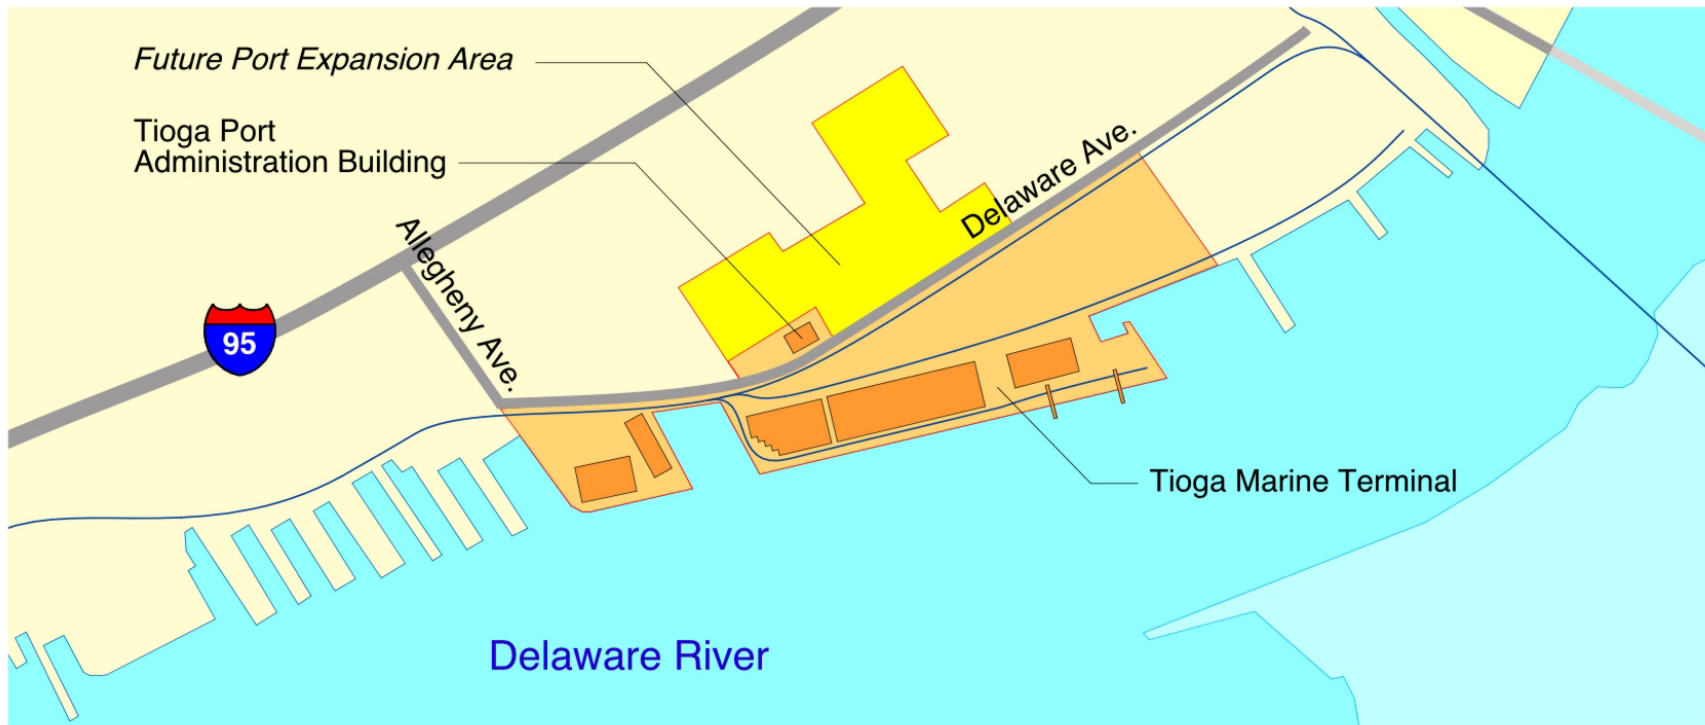 Future Port Expansion Area
Tioga Port
Administration Building
Delaware Ave.
Allegheny Ave.
95
Tioga Marine Terminal
Delaware River